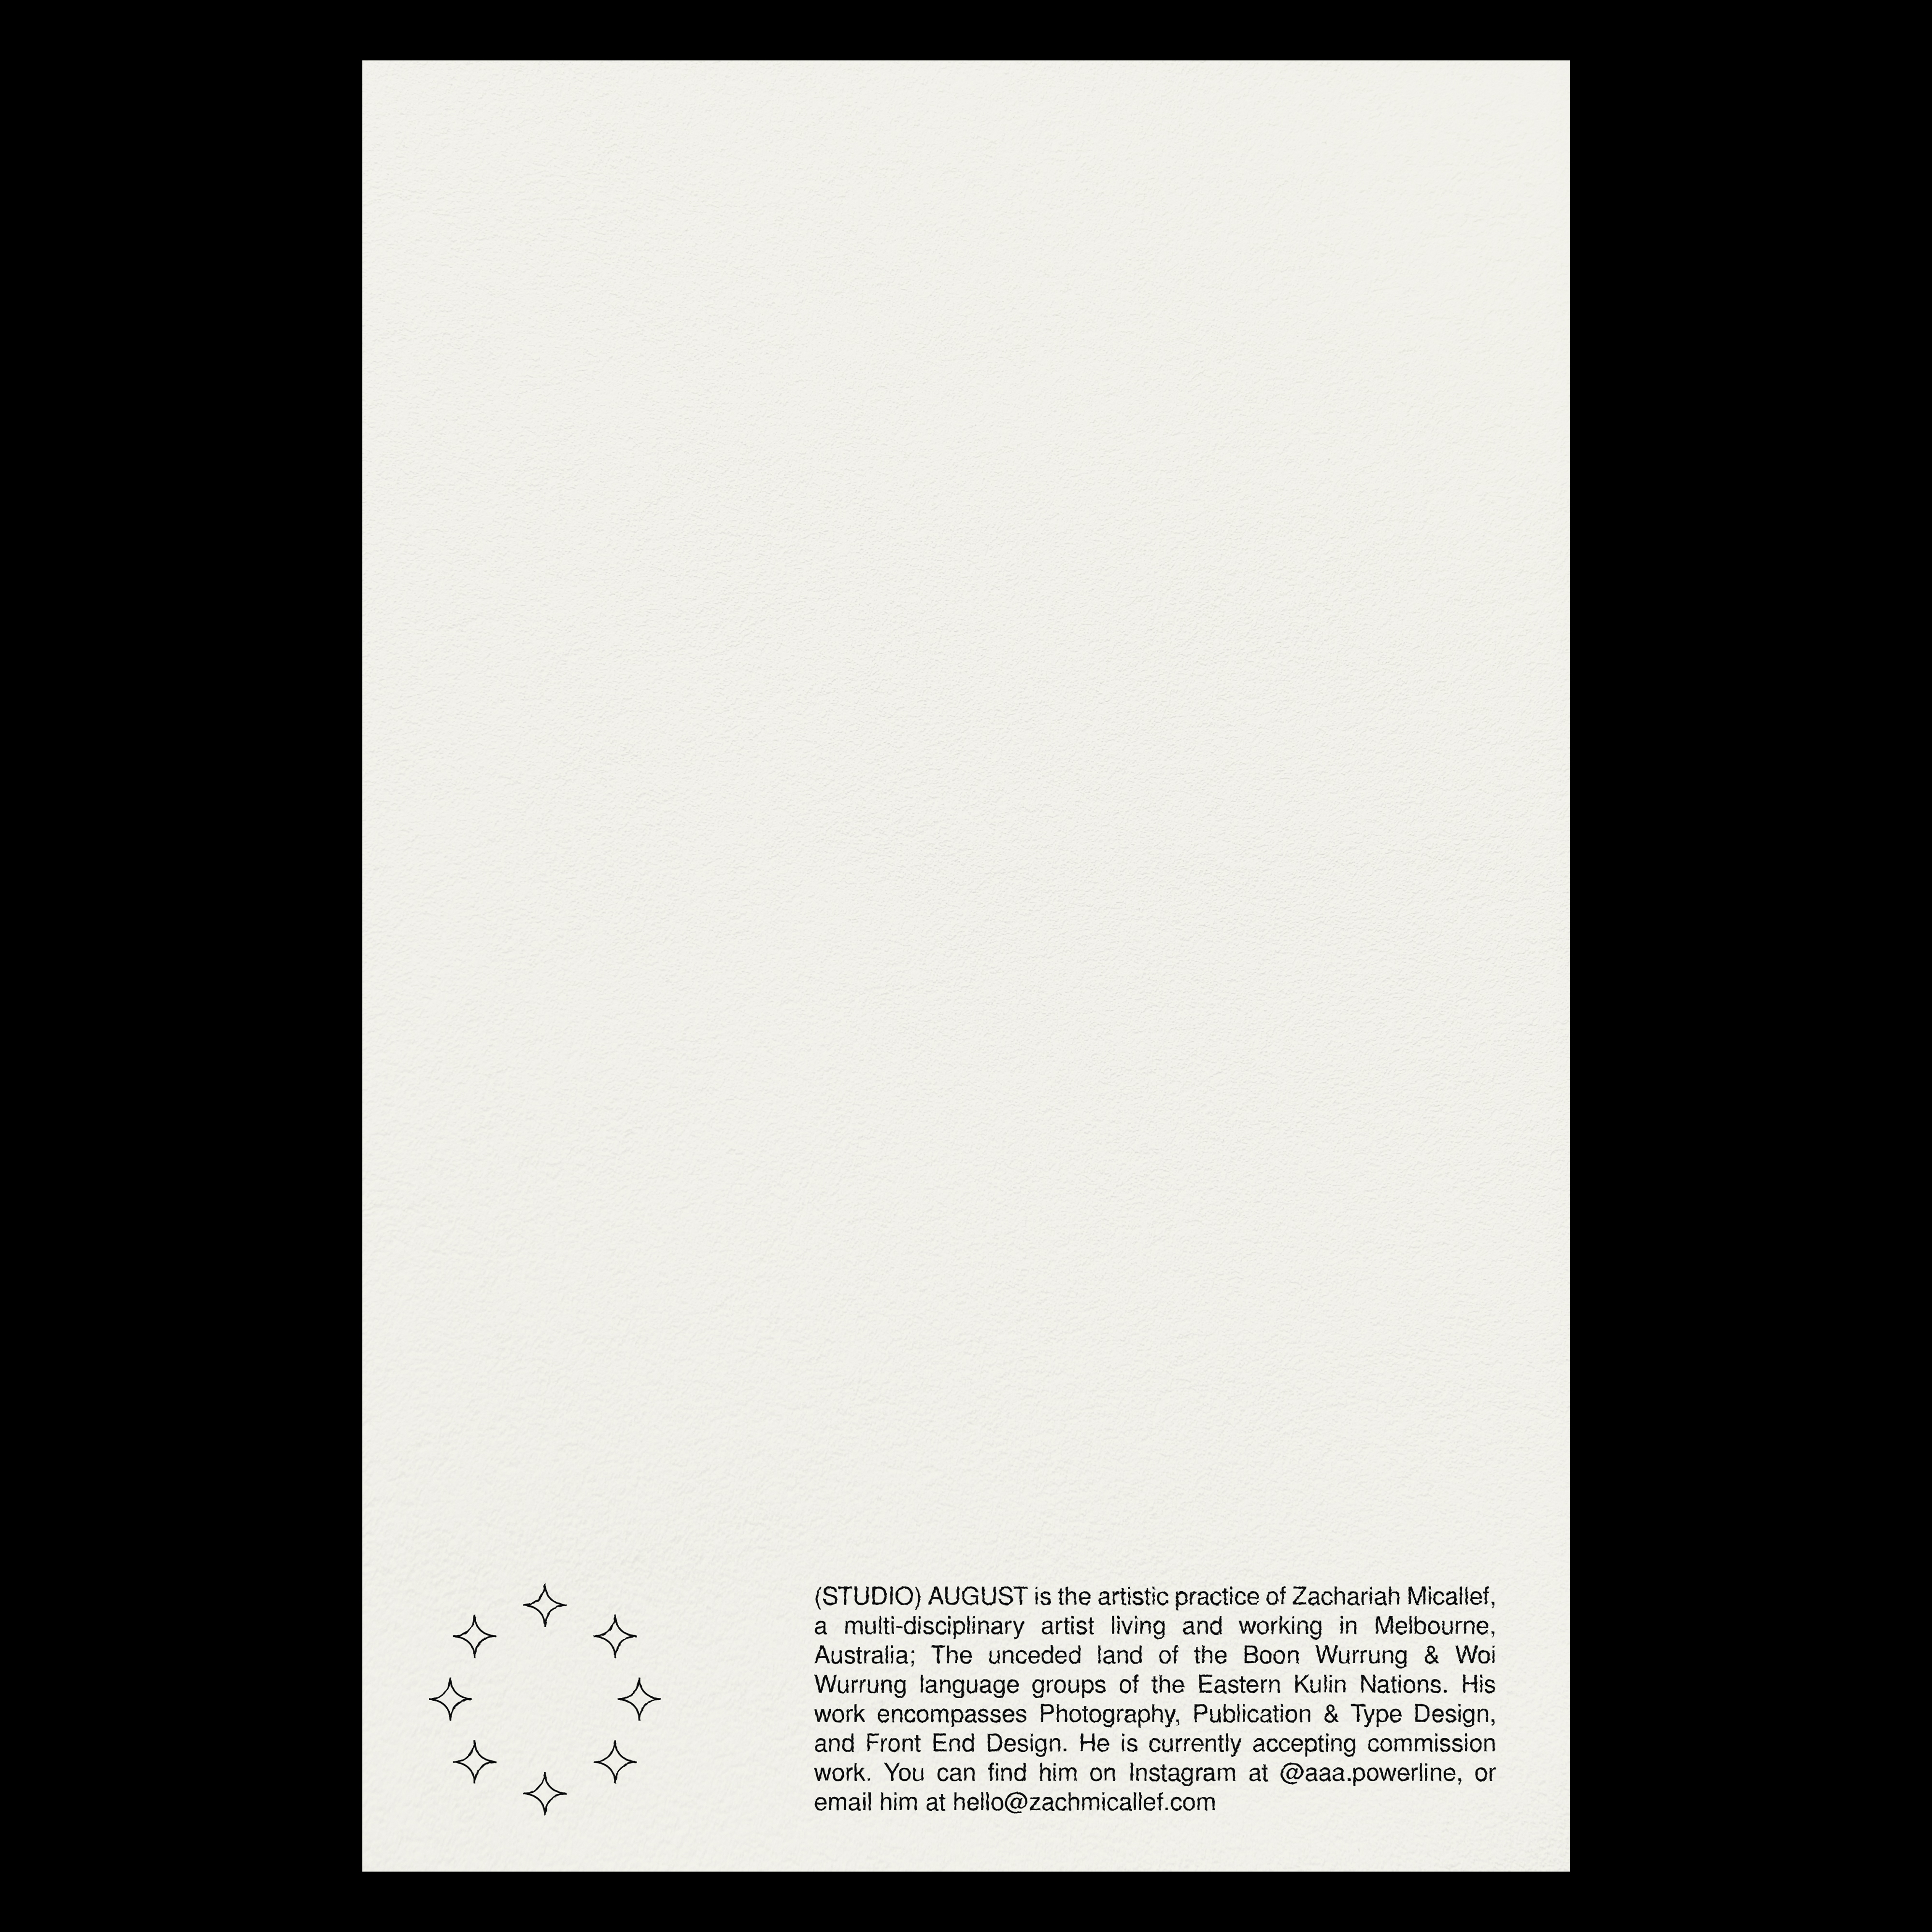 (STUDIO) AUGUST is the artistic practice of Zachariah Micallef,
a multi-disciplinary artist living and working in Melbourne,
Australia; The unceded land of the Boon Wurrung & Woi
Wurrung language groups of the Eastern Kulin Nations. His
work encompasses Photography, Publication & Type Design,
and Front End Design. He is currently accepting commission
work. You can find him on Instagram at @aaa.powerline, or
email him at hello@zachmicallef.com